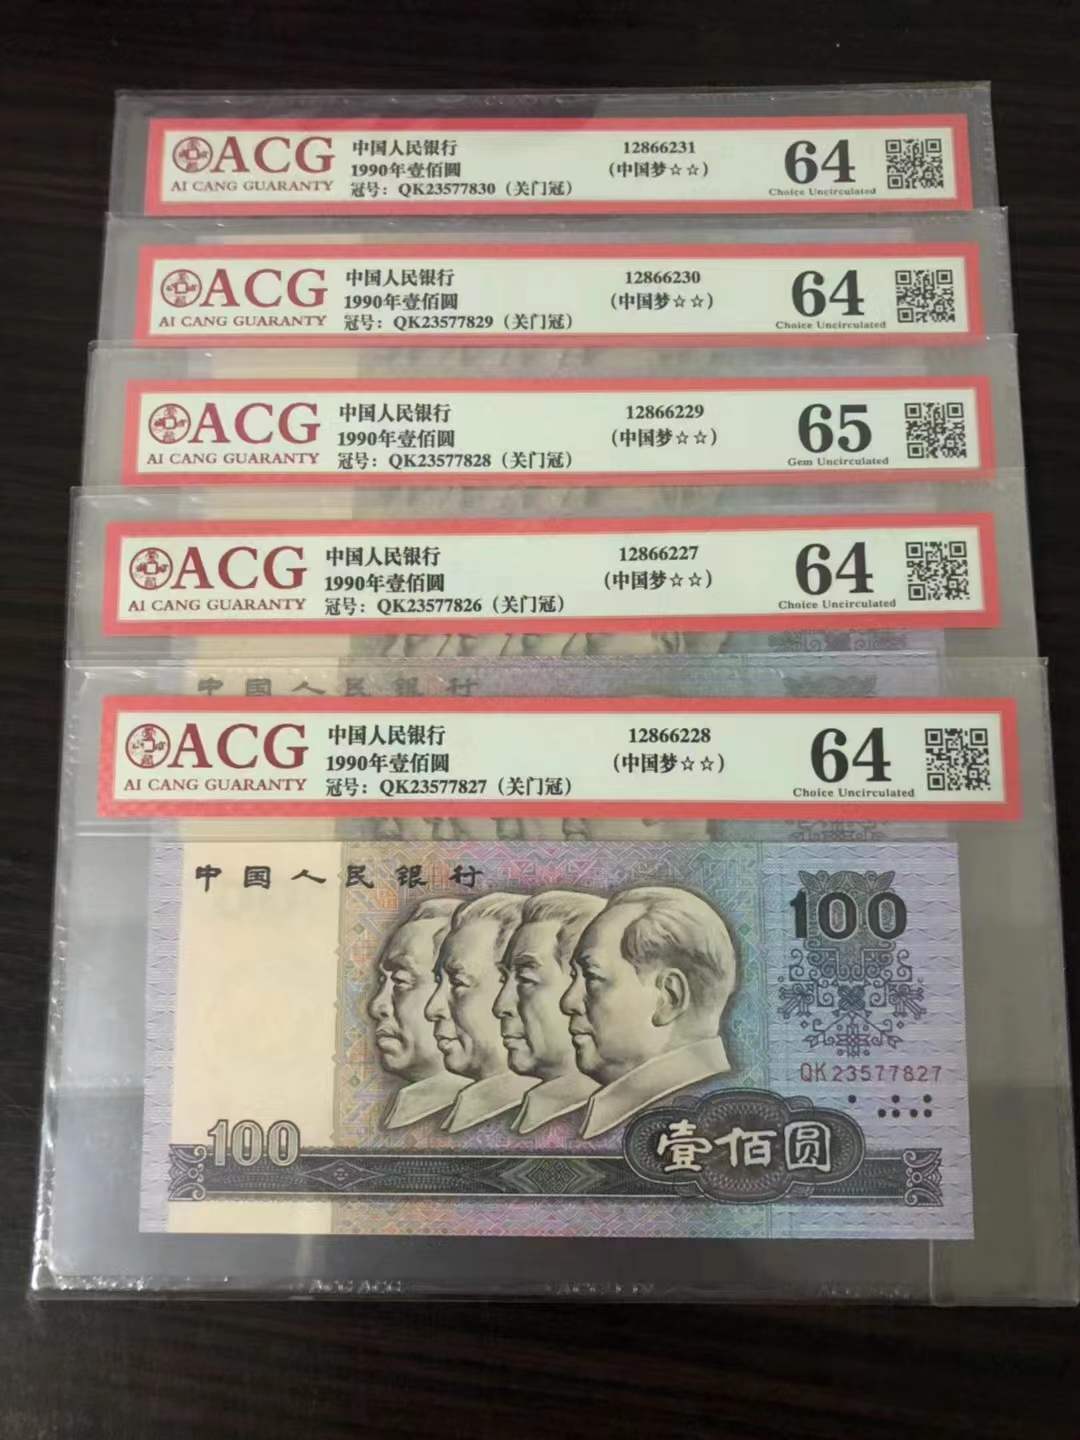 ACG
AI CANG GUARANTY
中国人民银行
1990年壹佰圆
冠号：QK23577830（关门冠）
12866231
（中国梦☆☆）
64
Choice Uncirculated
ACG
AI CANG GUARANTY
中国人民银行
1990年壹佰圆
冠号：QK23577829（关门冠）
12866230
（中国梦☆☆）
64
Choice Uncirculated
ACG
AI CANG GUARANTY
中国人民银行
1990年壹佰圆
冠号：QK23577828（关门冠）
12866229
（中国梦☆☆）
65
Gem Uncirculated
ACG
AI CANG GUARANTY
中国人民银行
1990年壹佰圆
冠号：QK23577826（关门冠）
12866227
（中国梦☆☆）
64
Choice Uncirculated
中国人民银行
ACG
AI CANG GUARANTY
中国人民银行
1990年壹佰圆
冠号：QK23577827（关门冠）
12866228
（中国梦☆☆）
64
Choice Uncirculated
中国人民银行
100
QK23577827
100
壹佰圆
ACG ACG